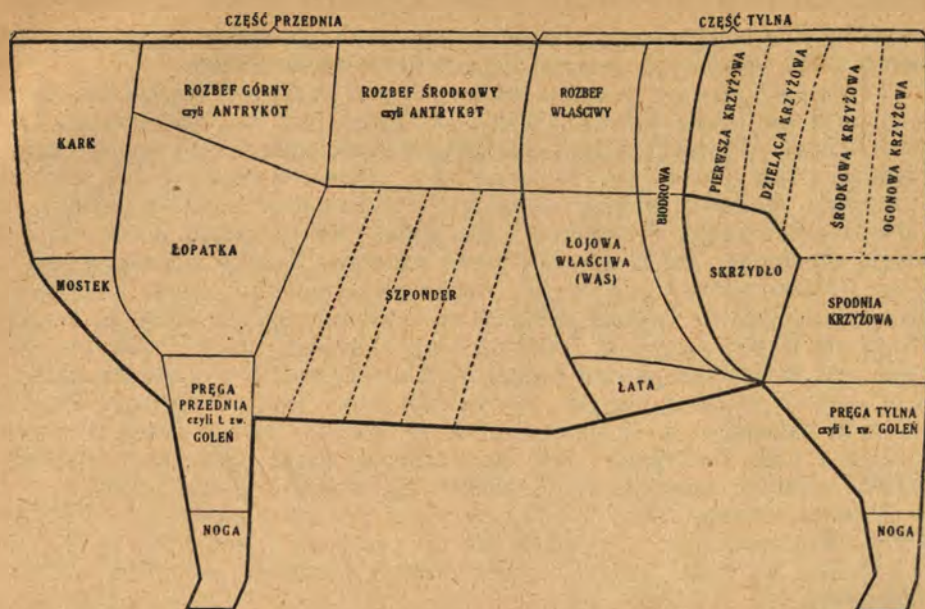 CZĘŚĆ PRZEDNIA
CZĘŚĆ TYLNA
KARK
ROZBEF GÓRNY
czyli ANTRYKOT
ROZBEF ŚRODKOWY
czyli ANTRYKOT
ROZBEF
WŁAŚCIWY
BIODROWA
PIERWSZA KRZYŻOWA
DZIELĄCA KRZYŻOWA
ŚRODKOWA KRZYŻOWA
OGONOWA KRZYŻOWA
MOSTEK
ŁOPATKA
SZPONDER
ŁOJOWA
WŁAŚCIWA
(WĄS)
SKRZYDŁO
SPODNIA
KRZYŻOWA
PRĘGA
PRZEDNIA
czyli t. zw.
GOLEŃ
ŁATA
PRĘGA TYLNA
czyli t. zw. GOLEŃ
NOGA
NOGA